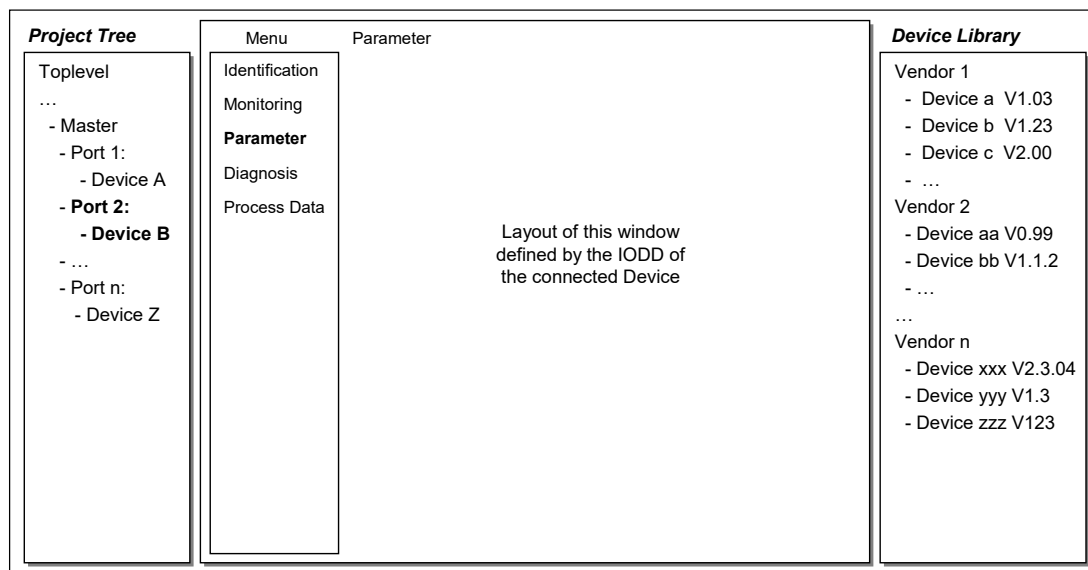 Project Tree
Toplevel
…
- Master
- Port 1:
- Device A
- Port 2:
- Device B
- …
- Port n:
- Device Z
Menu
Identification
Monitoring
Parameter
Diagnosis
Process Data
Parameter
Layout of this window
defined by the IODD of
the connected Device
Device Library
Vendor 1
- Device a V1.03
- Device b V1.23
- Device c V2.00
- …
Vendor 2
- Device aa V0.99
- Device bb V1.1.2
- …
…
Vendor n
- Device xxx V2.3.04
- Device yyy V1.3
- Device zzz V123